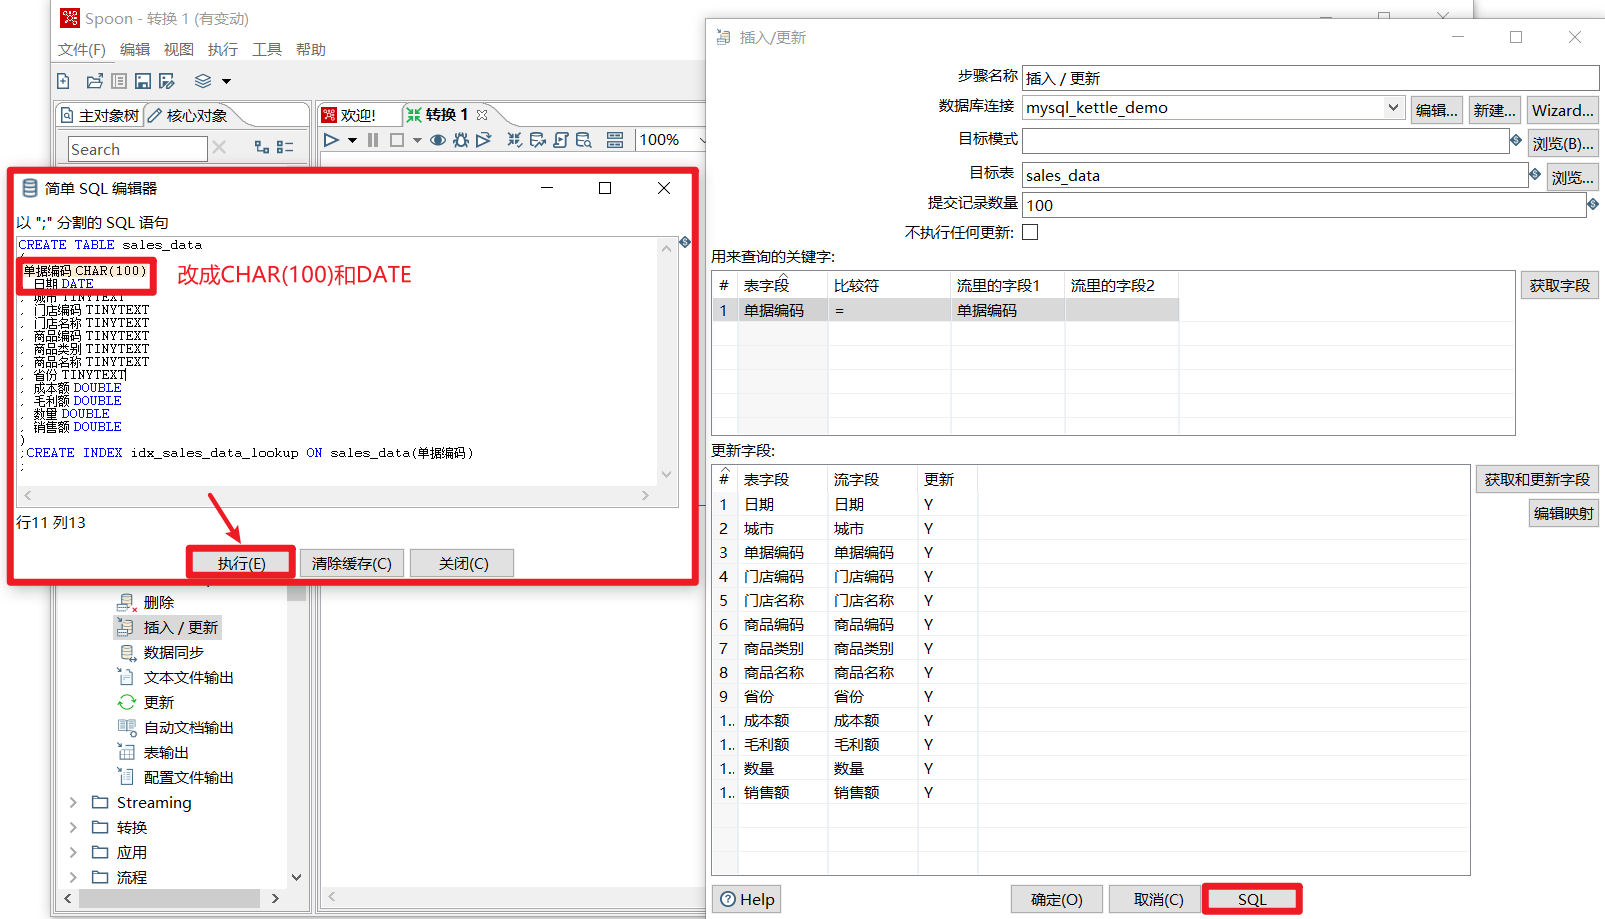 Spoon - 转换 1 (有变动)
文件(F) 编辑 视图 执行 工具 帮助
主对象树 核心对象
Search
欢迎! 转换 1
100%
简单 SQL 编辑器
以 ";" 分割的 SQL 语句
CREATE TABLE sales_data
(
单据编码 CHAR(100)
日期 DATE
, 城市 TINYTEXT
, 门店编码 TINYTEXT
, 门店名称 TINYTEXT
, 商品编码 TINYTEXT
, 商品类别 TINYTEXT
, 商品名称 TINYTEXT
, 省份 TINYTEXT
, 成本额 DOUBLE
, 毛利额 DOUBLE
, 数量 DOUBLE
, 销售额 DOUBLE
)
;CREATE INDEX idx_sales_data_lookup ON sales_data(单据编码)
;
改成CHAR(100)和DATE
行11 列13
执行(E) 清除缓存(C) 关闭(C)
删除
插入 / 更新
数据同步
文本文件输出
更新
自动文档输出
表输出
配置文件输出
Streaming
转换
应用
流程
插入/更新
步骤名称 插入 / 更新
数据库连接 mysql_kettle_demo 编辑... 新建... Wizard...
目标模式 浏览(B)...
目标表 sales_data 浏览...
提交记录数量 100
不执行任何更新:
用来查询的关键字:
# 表字段 比较符 流里的字段1 流里的字段2
1 单据编码 = 单据编码
获取字段
更新字段:
# 表字段 流字段 更新
1 日期 日期 Y
2 城市 城市 Y
3 单据编码 单据编码 Y
4 门店编码 门店编码 Y
5 门店名称 门店名称 Y
6 商品编码 商品编码 Y
7 商品类别 商品类别 Y
8 商品名称 商品名称 Y
9 省份 省份 Y
1.. 成本额 成本额 Y
1.. 毛利额 毛利额 Y
1.. 数量 数量 Y
1.. 销售额 销售额 Y
获取和更新字段
编辑映射
Help 确定(O) 取消(C) SQL